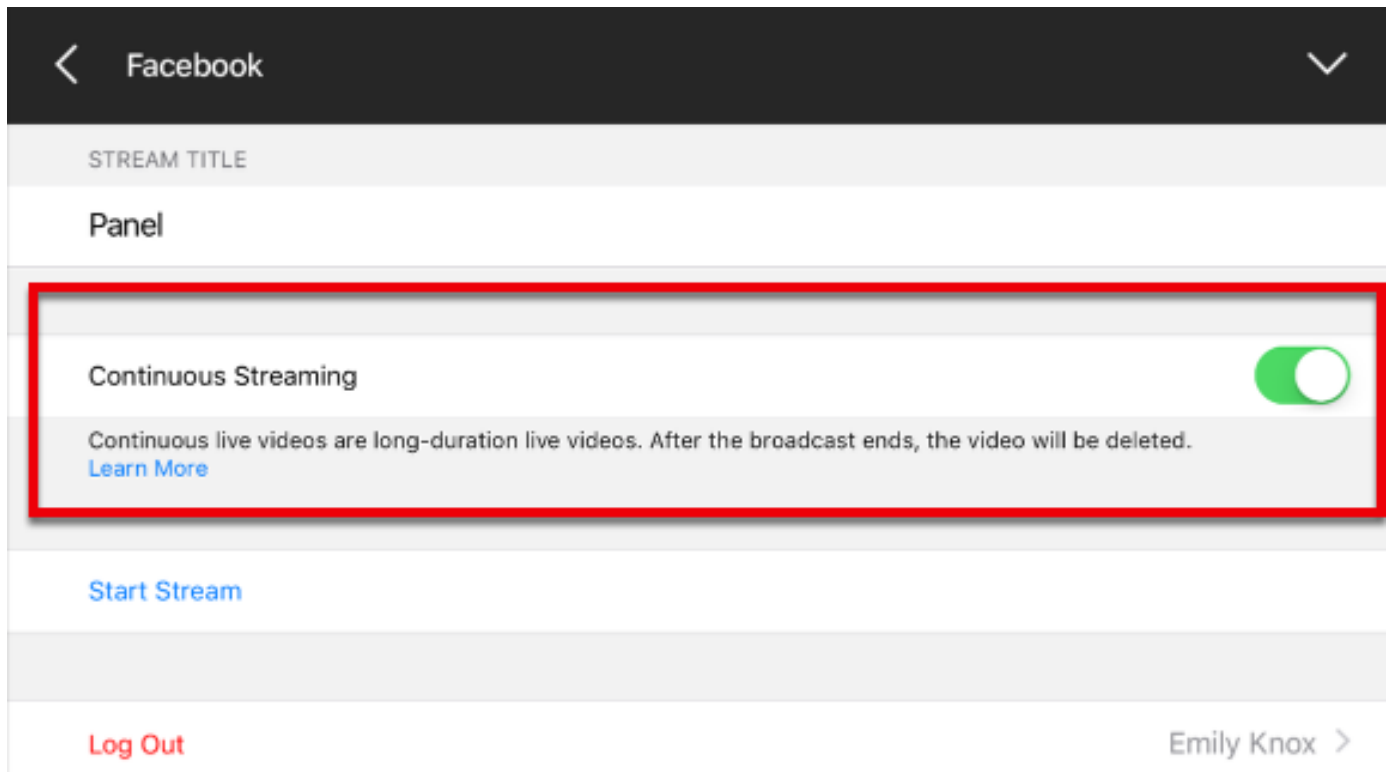 Facebook
STREAM TITLE
Panel
Continuous Streaming
Continuous live videos are long-duration live videos. After the broadcast ends, the video will be deleted.
Learn More
Start Stream
Log Out
Emily Knox